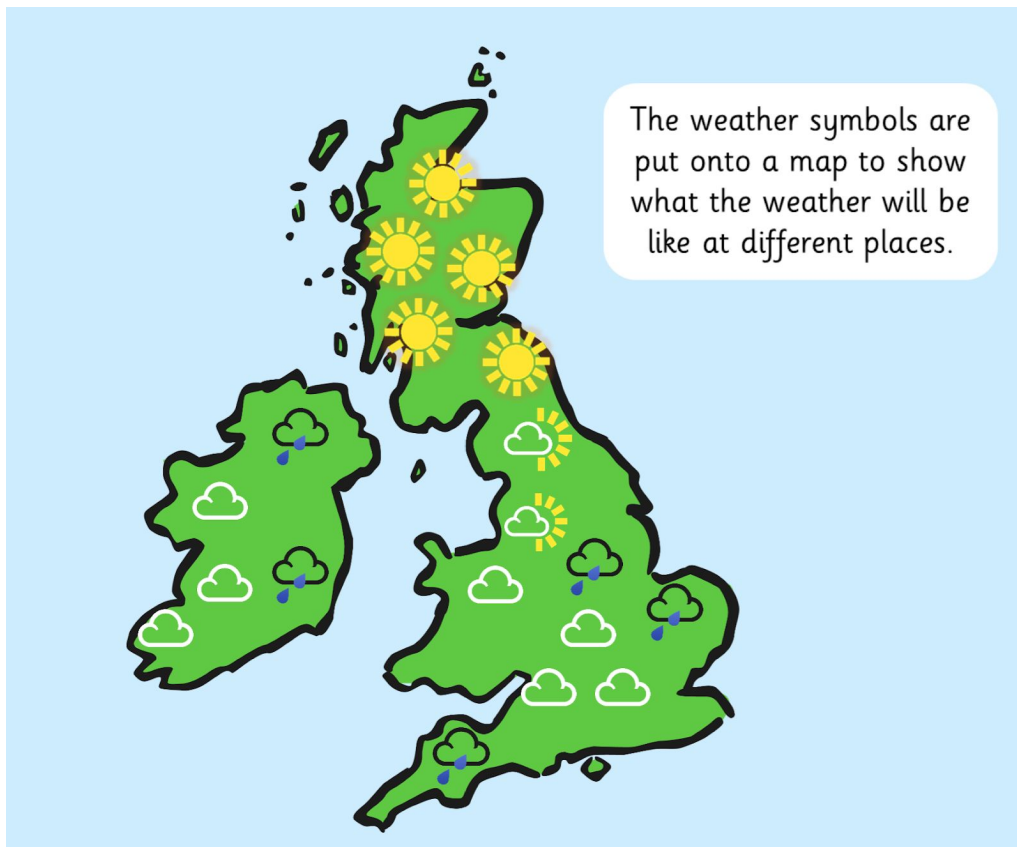 The weather symbols are
put onto a map to show
what the weather will be
like at different places.